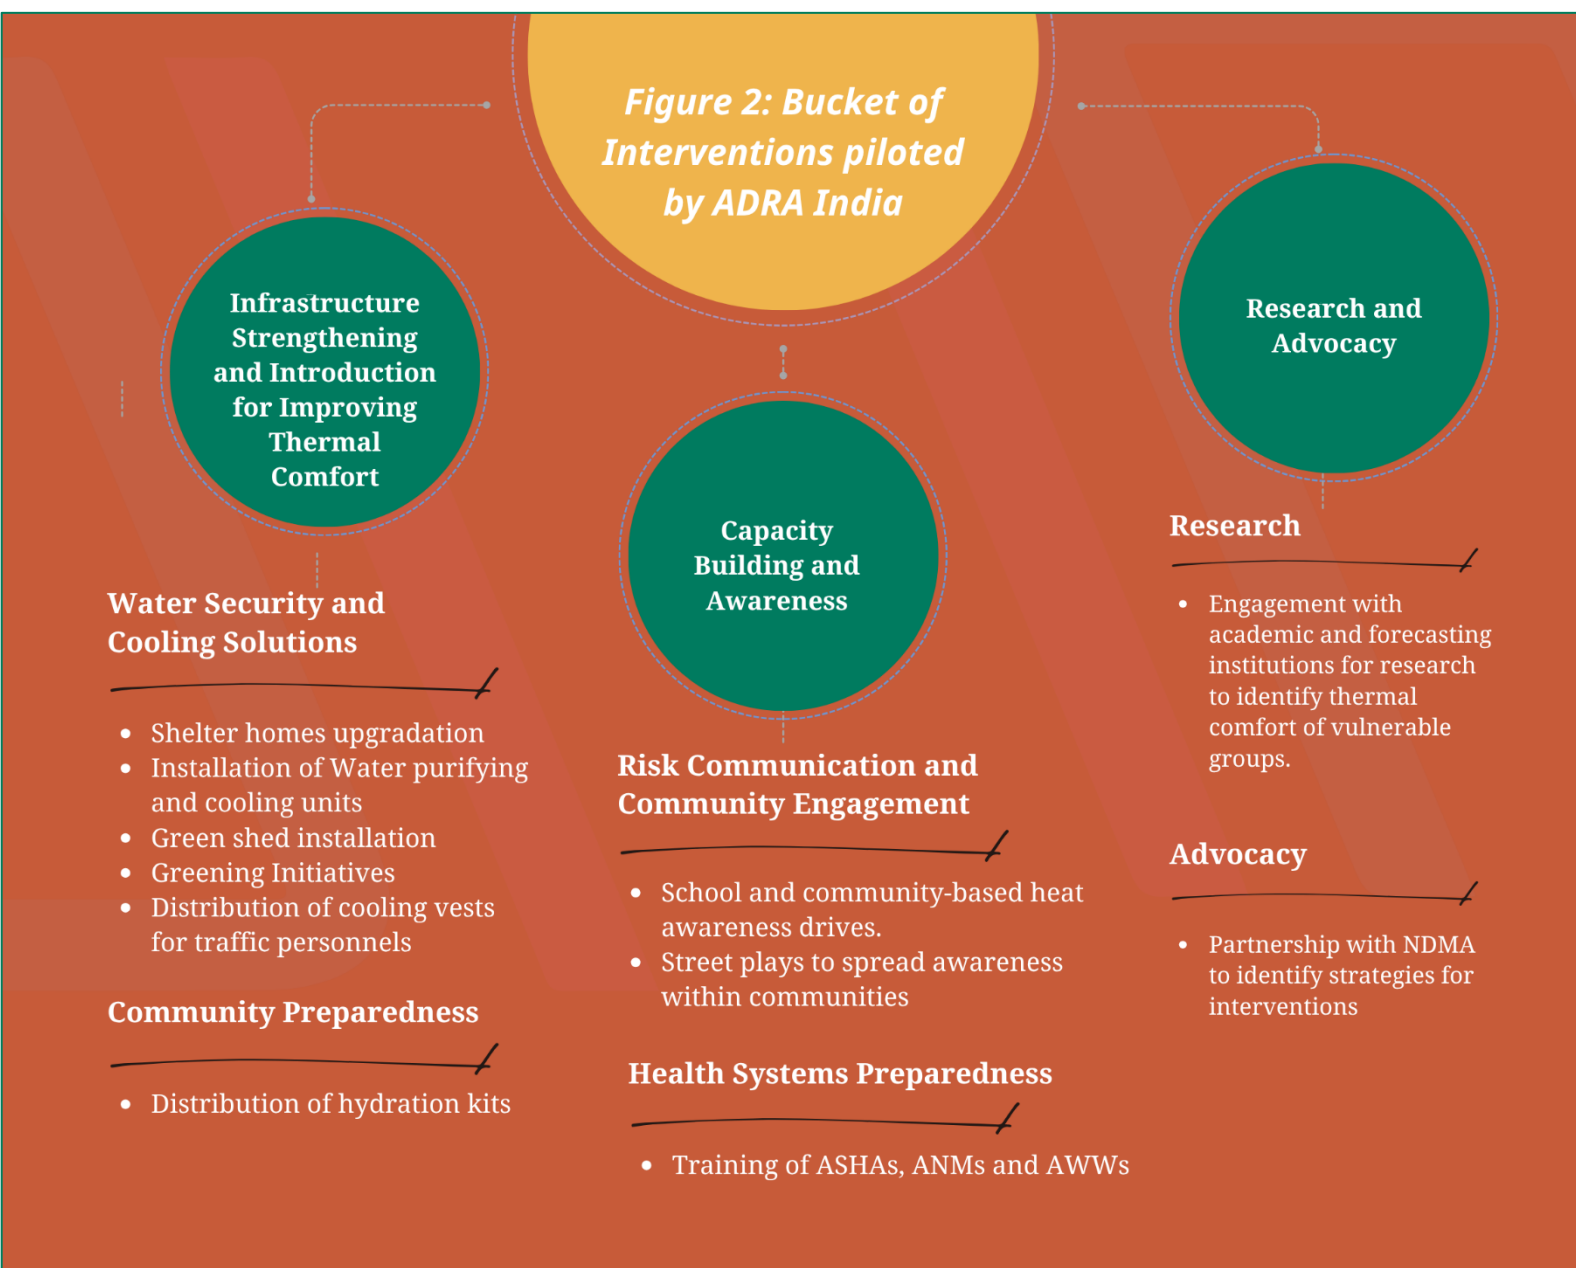 Figure 2: Bucket of
Interventions piloted
by ADRA India
Infrastructure
Strengthening
and Introduction
for Improving
Thermal
Comfort
Water Security and
Cooling Solutions
• Shelter homes upgradation
• Installation of Water purifying
and cooling units
• Green shed installation
• Greening Initiatives
• Distribution of cooling vests
for traffic personnels
Community Preparedness
• Distribution of hydration kits
Capacity
Building and
Awareness
Risk Communication and
Community Engagement
• School and community-based heat
awareness drives.
• Street plays to spread awareness
within communities
Health Systems Preparedness
• Training of ASHAs, ANMs and AWWs
Research and
Advocacy
Research
• Engagement with
academic and forecasting
institutions for research
to identify thermal
comfort of vulnerable
groups.
Advocacy
• Partnership with NDMA
to identify strategies for
interventions